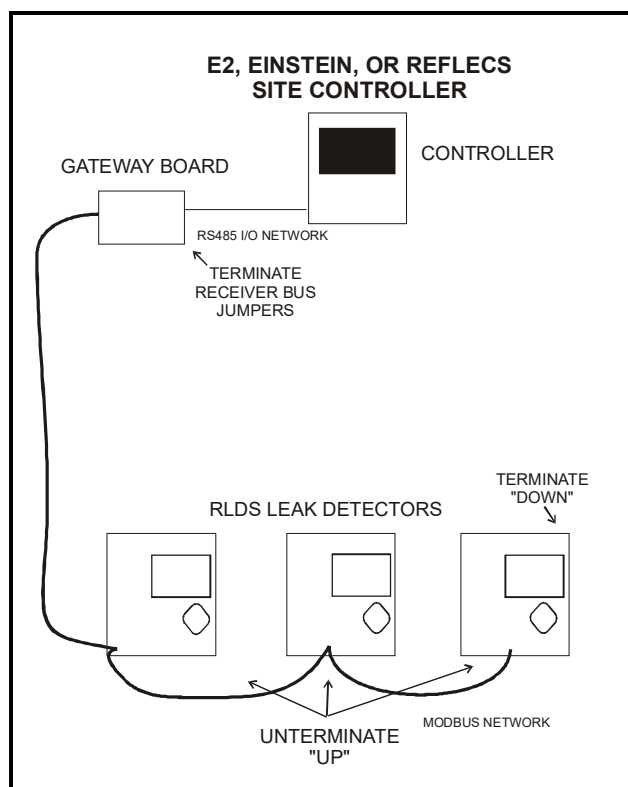 E2, EINSTEIN, OR REFLECS
SITE CONTROLLER
CONTROLLER
GATEWAY BOARD
RS485 I/O NETWORK
TERMINATE
RECEIVER BUS
JUMPERS
TERMINATE
"DOWN"
RLDS LEAK DETECTORS
MODBUS NETWORK
UNTERMINATE
"UP"